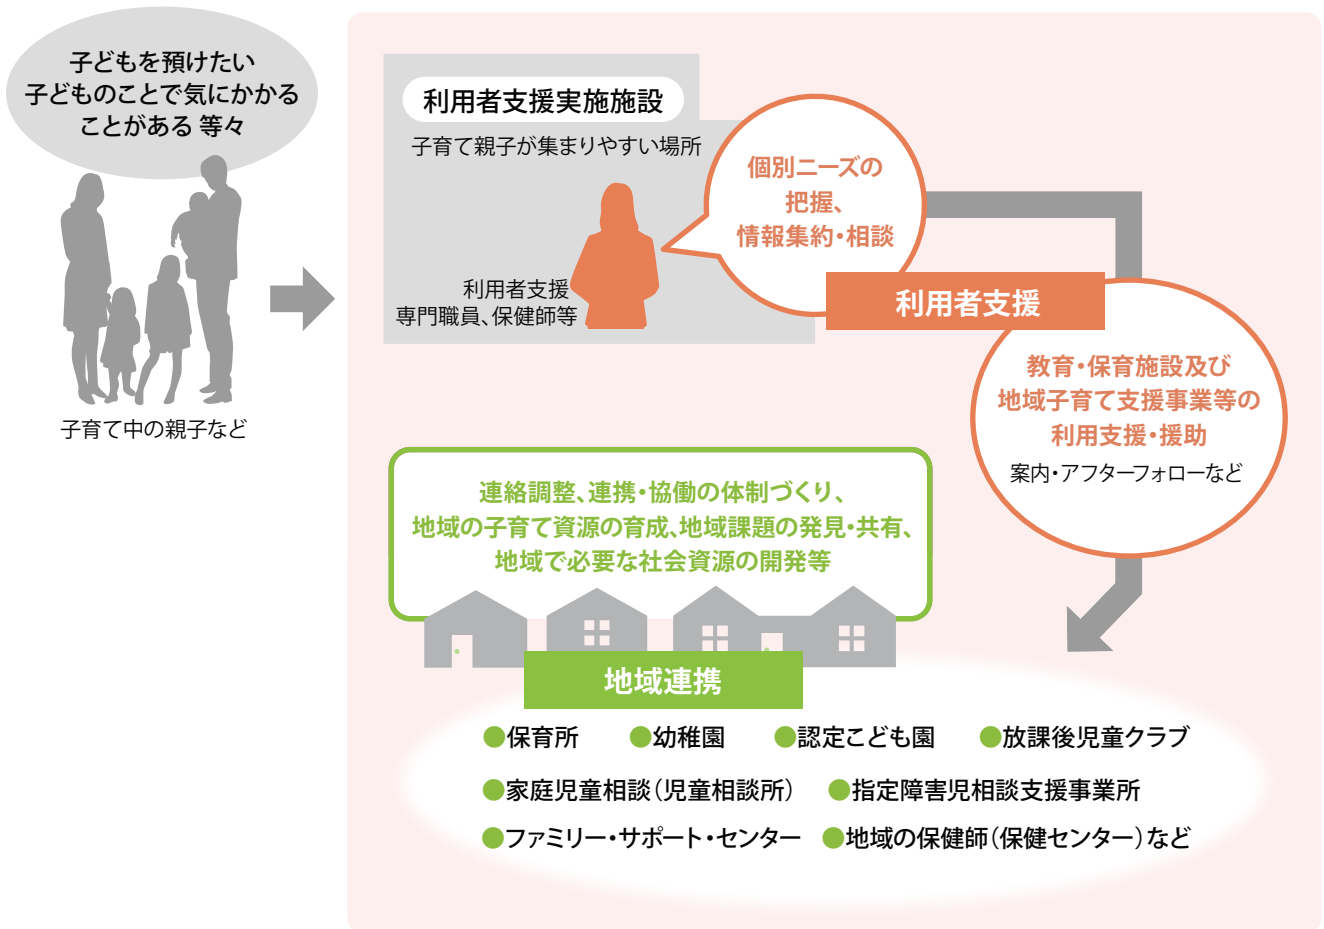 子どもを預けたい
子どものことで気にかかる
ことがある 等々
子育て中の親子など
利用者支援実施施設
子育て親子が集まりやすい場所
利用者支援
専門職員、保健師等
個別ニーズの
把握、
情報集約・相談
利用者支援
教育・保育施設及び
地域子育て支援事業等の
利用支援・援助
案内・アフターフォローなど
連絡調整、連携・協働の体制づくり、
地域の子育て資源の育成、地域課題の発見・共有、
地域で必要な社会資源の開発等
地域連携
●保育所 ●幼稚園 ●認定こども園 ●放課後児童クラブ
●家庭児童相談（児童相談所） ●指定障害児相談支援事業所
●ファミリー・サポート・センター ●地域の保健師（保健センター）など